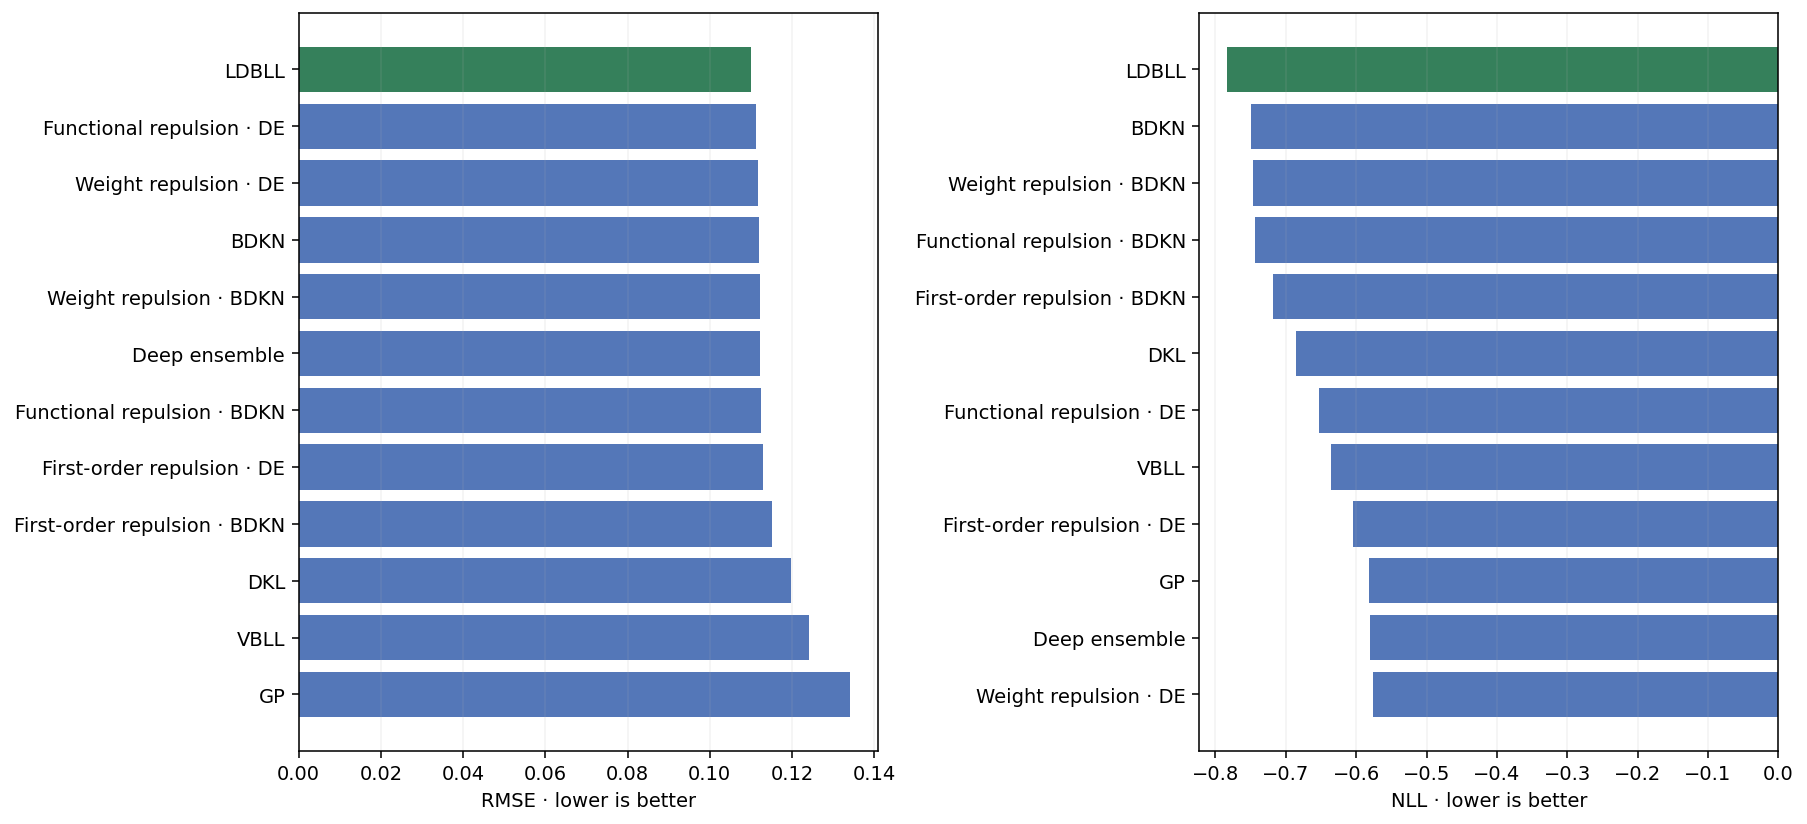 LDBLL
Functional repulsion · DE
Weight repulsion · DE
BDKN
Weight repulsion · BDKN
Deep ensemble
Functional repulsion · BDKN
First-order repulsion · DE
First-order repulsion · BDKN
DKL
VBLL
GP
0.00 0.02 0.04 0.06 0.08 0.10 0.12 0.14
RMSE · lower is better
LDBLL
BDKN
Weight repulsion · BDKN
Functional repulsion · BDKN
First-order repulsion · BDKN
DKL
Functional repulsion · DE
VBLL
First-order repulsion · DE
GP
Deep ensemble
Weight repulsion · DE
−0.8 −0.7 −0.6 −0.5 −0.4 −0.3 −0.2 −0.1 0.0
NLL · lower is better